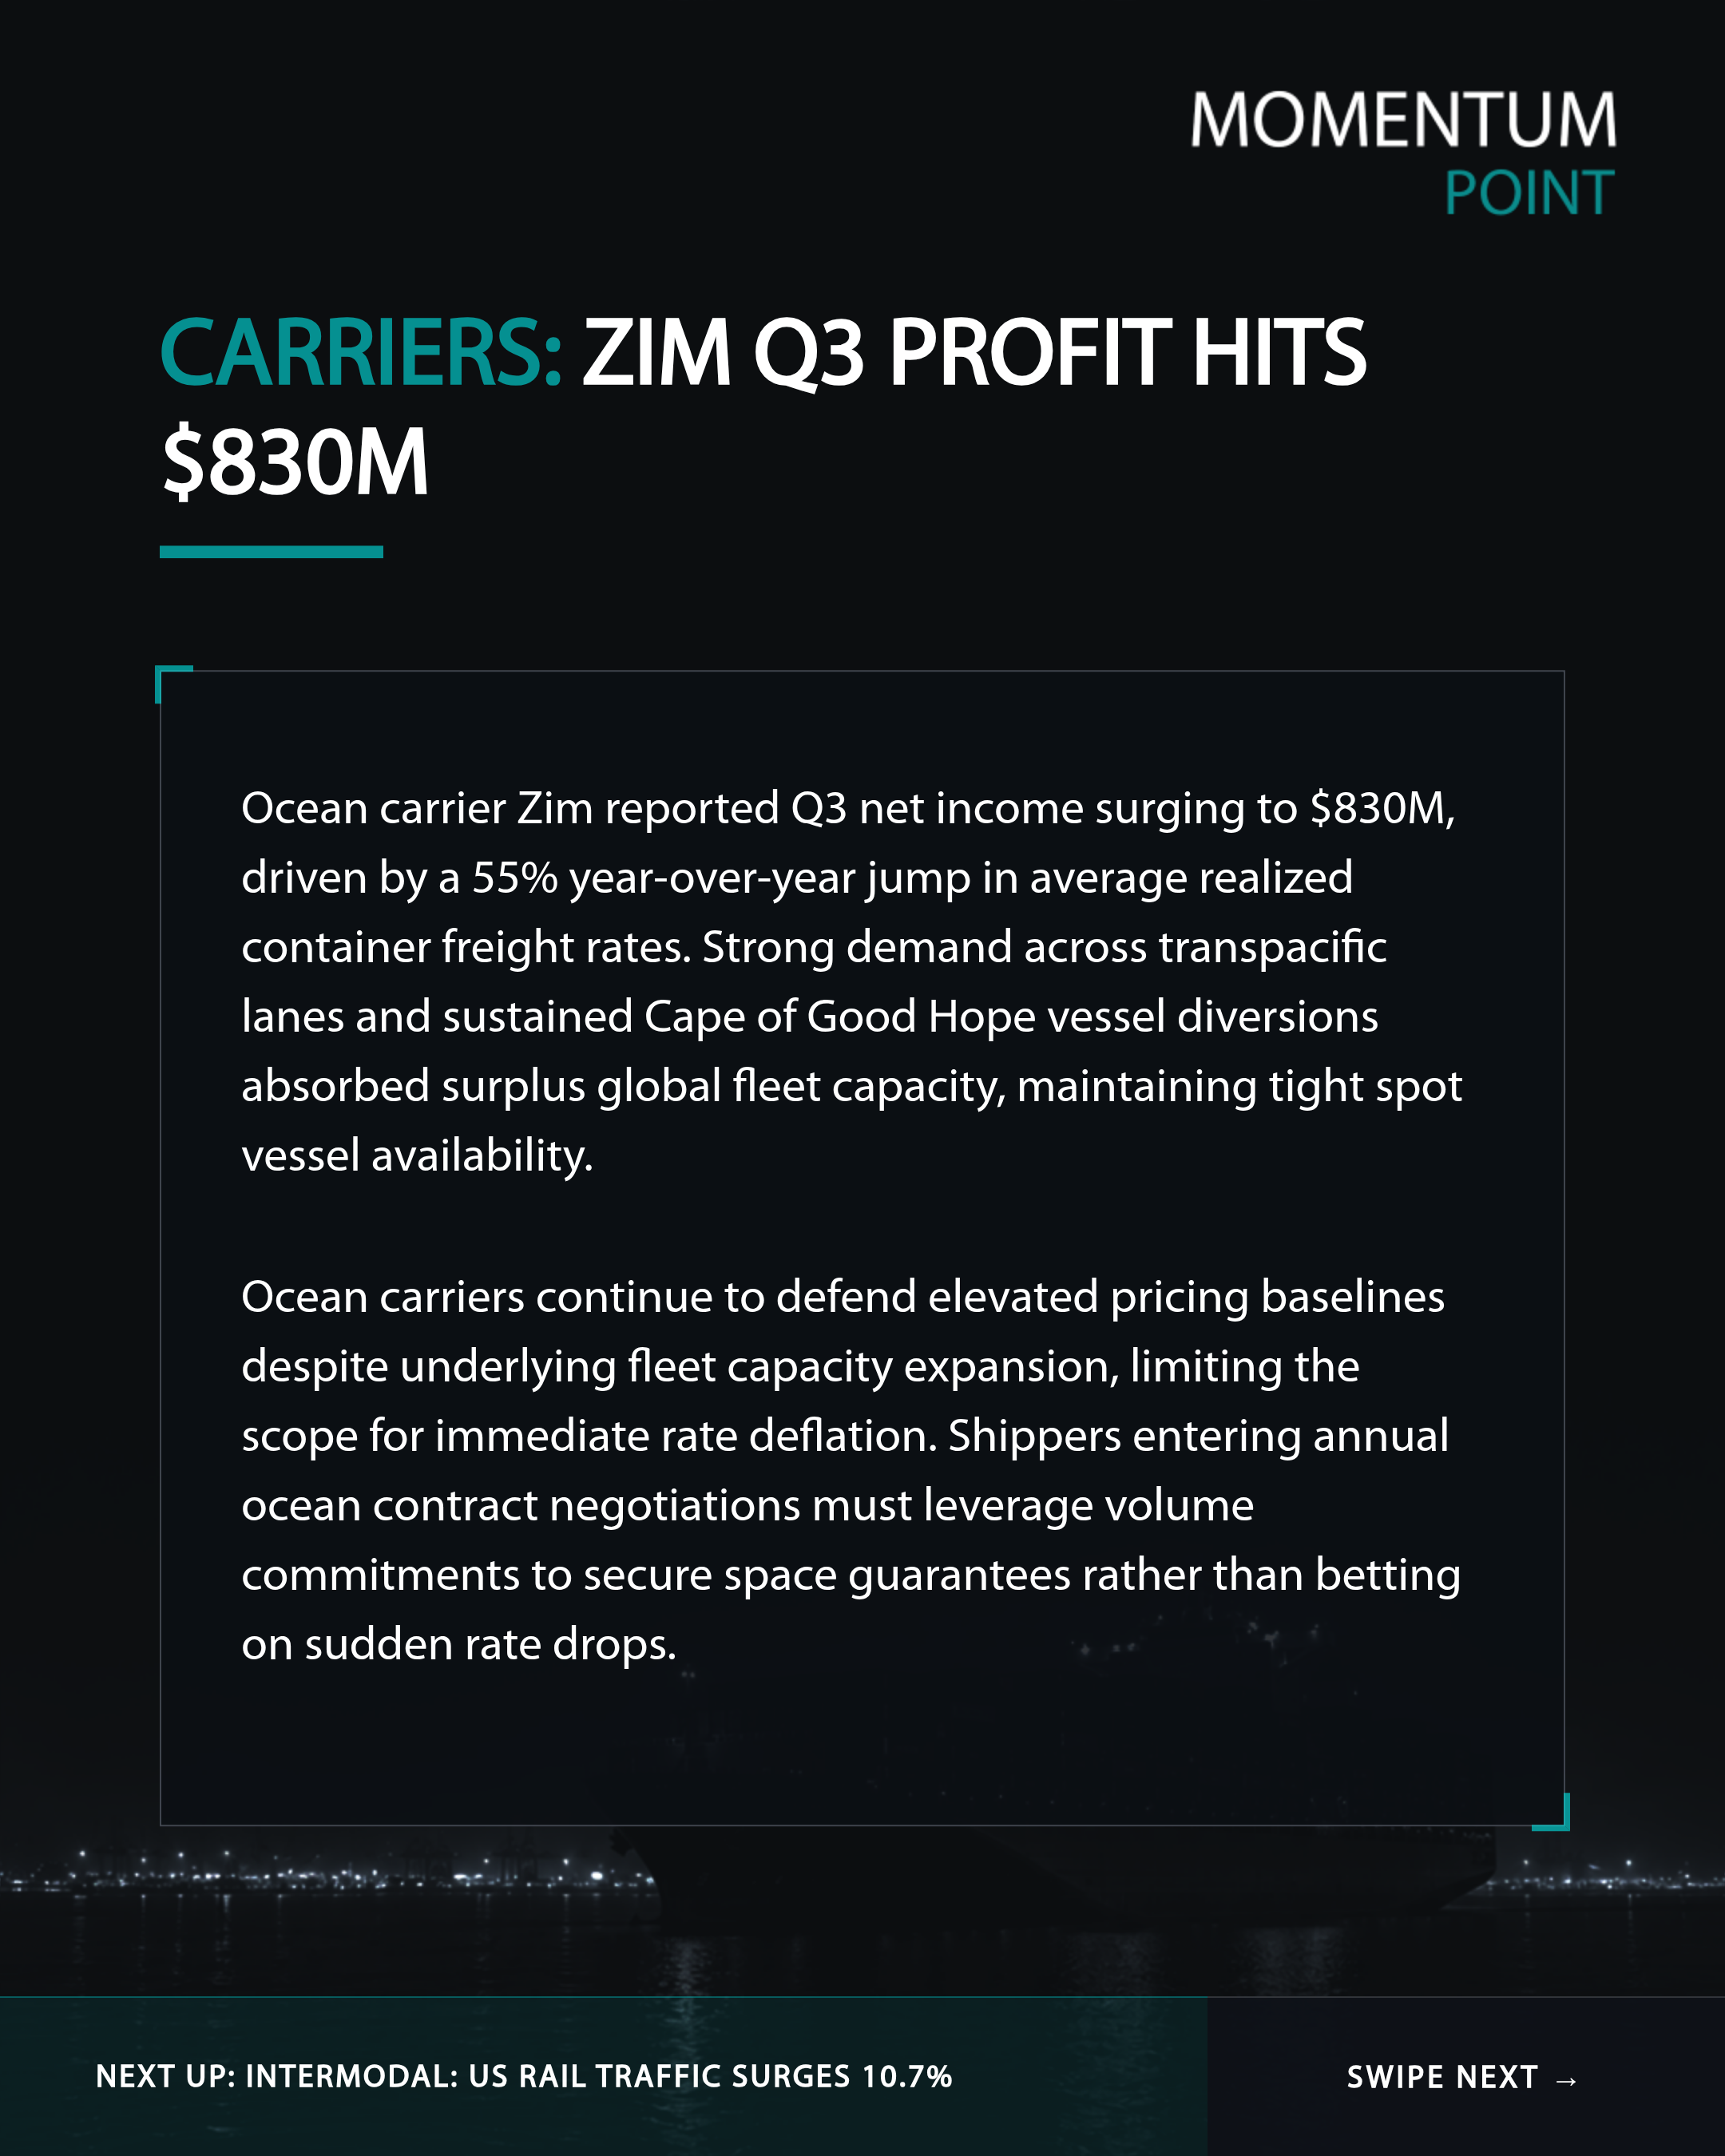 MOMENTUM
POINT
CARRIERS: ZIM Q3 PROFIT HITS
$830M
Ocean carrier Zim reported Q3 net income surging to $830M,
driven by a 55% year-over-year jump in average realized
container freight rates. Strong demand across transpacific
lanes and sustained Cape of Good Hope vessel diversions
absorbed surplus global fleet capacity, maintaining tight spot
vessel availability.
Ocean carriers continue to defend elevated pricing baselines
despite underlying fleet capacity expansion, limiting the
scope for immediate rate deflation. Shippers entering annual
ocean contract negotiations must leverage volume
commitments to secure space guarantees rather than betting
on sudden rate drops.
NEXT UP: INTERMODAL: US RAIL TRAFFIC SURGES 10.7%
SWIPE NEXT →